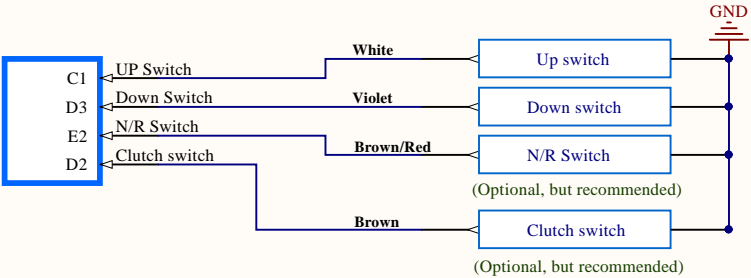 GND
White
C1 UP Switch
Up switch
D3 Down Switch
Violet
Down switch
E2 N/R Switch
Brown/Red
N/R Switch
D2 Clutch switch
(Optional, but recommended)
Brown
Clutch switch
(Optional, but recommended)